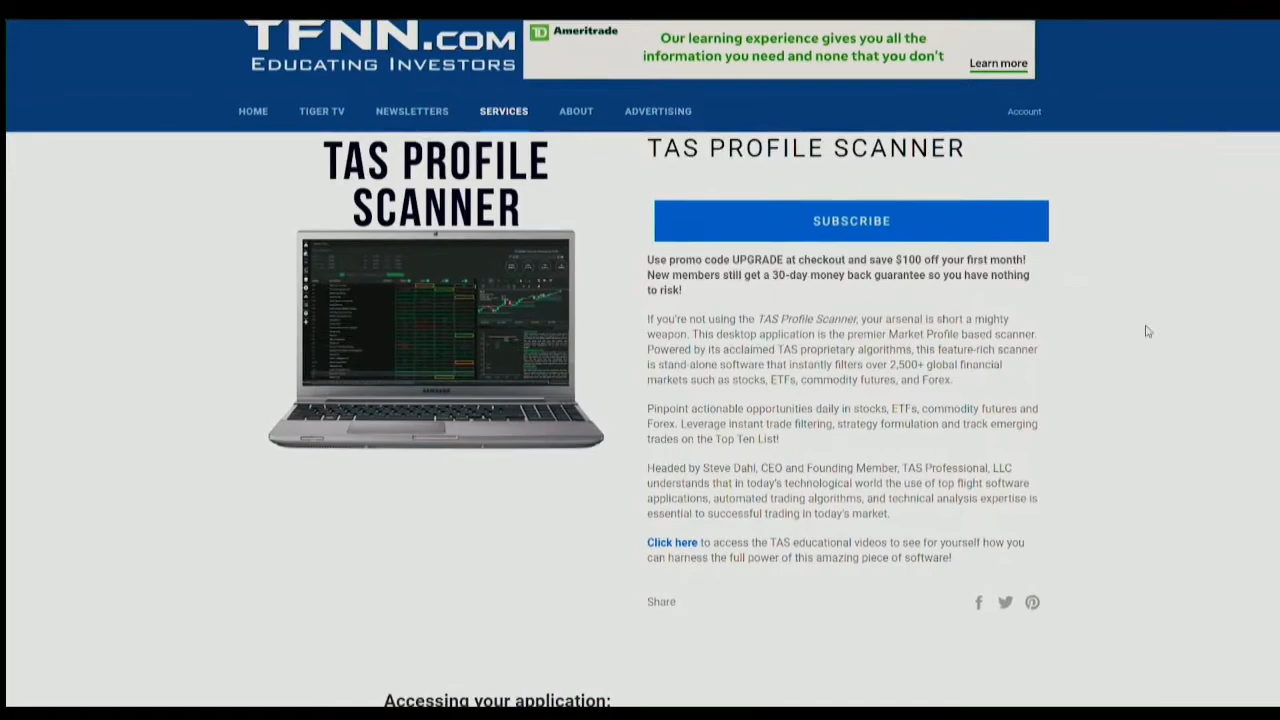 TFNN.COM
EDUCATING INVESTORS
Ameritrade
Our learning experience gives you all the
information you need and none that you don't
Learn more
HOME
TIGER TV
NEWSLETTERS
SERVICES
ABOUT
ADVERTISING
Account
TAS PROFILE
SCANNER
SAMSUNG
TAS PROFILE SCANNER
SUBSCRIBE
Use promo code UPGRADE at checkout and save $100 off your first month!
New members still get a 30-day money back guarantee so you have nothing
to risk!
If you're not using the TAS Profile Scanner, your arsenal is short a mighty
weapon. This desktop application is the premier Market Profile based scanner.
Powered by its acclaimed TAS proprietary algorithms, this feature-rich scanner
is stand-alone software that instantly filters over 2,500+ global financial
markets such as stocks, ETFs, commodity futures, and Forex.
Pinpoint actionable opportunities daily in stocks, ETFs, commodity futures and
Forex. Leverage instant trade filtering, strategy formulation and track emerging
trades on the Top Ten List!
Headed by Steve Dahl, CEO and Founding Member, TAS Professional, LLC
understands that in today's technological world the use of top flight software
applications, automated trading algorithms, and technical analysis expertise is
essential to successful trading in today's market.
Click here to access the TAS educational videos to see for yourself how you
can harness the full power of this amazing piece of software!
Share
Accessing your application: